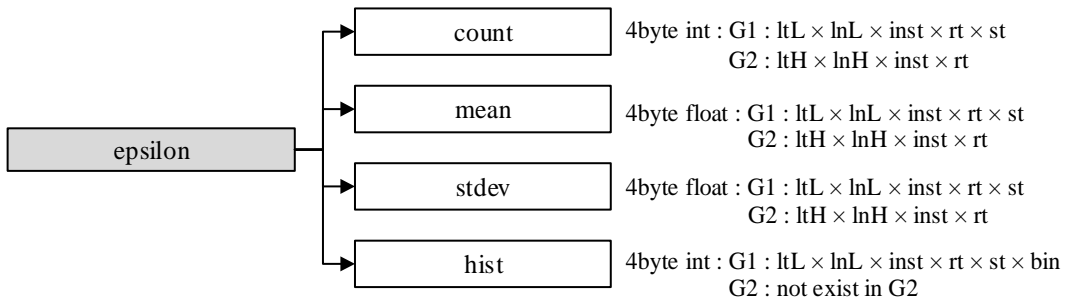 count
4byte int : G1 : ltL × lnL × inst × rt × st
G2 : ltH × lnH × inst × rt
mean
4byte float : G1 : ltL × lnL × inst × rt × st
G2 : ltH × lnH × inst × rt
epsilon
stdev
4byte float : G1 : ltL × lnL × inst × rt × st
G2 : ltH × lnH × inst × rt
hist
4byte int : G1 : ltL × lnL × inst × rt × st × bin
G2 : not exist in G2